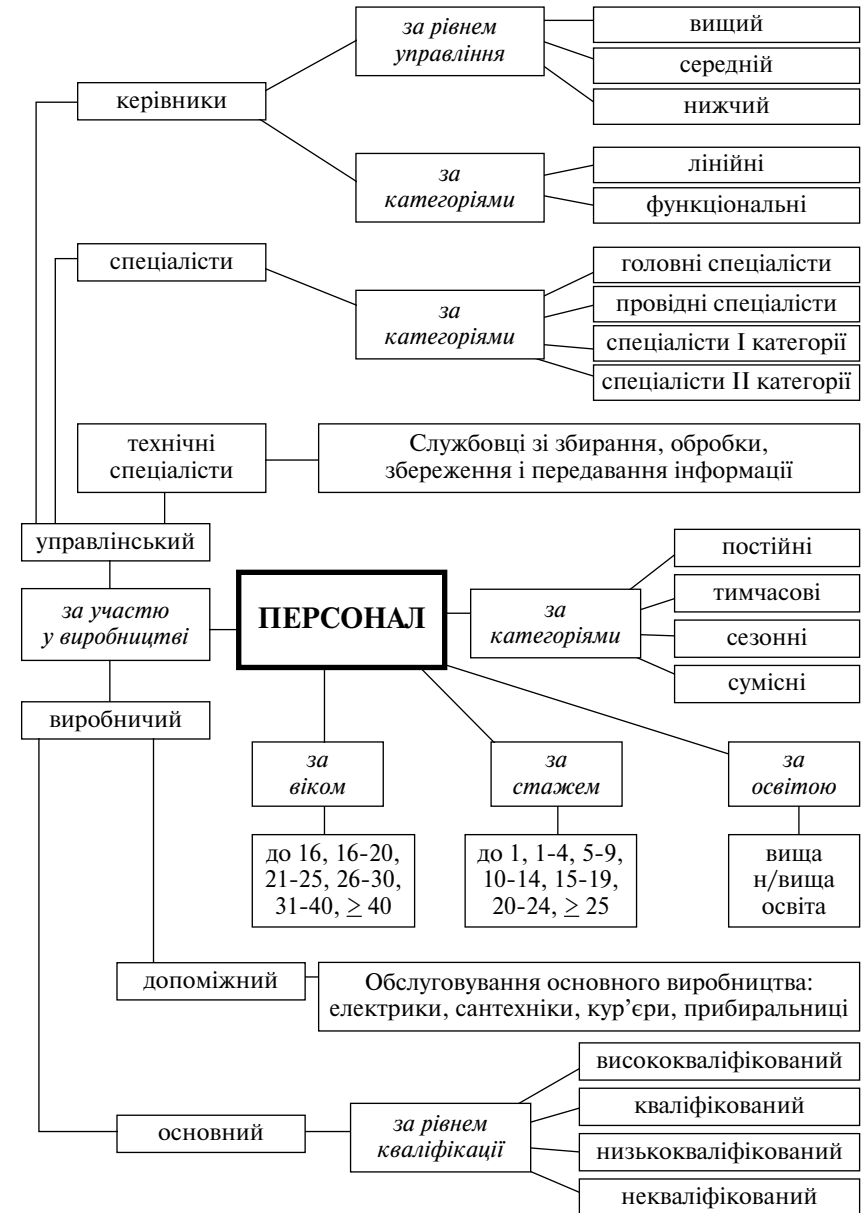 за рівнем
управління
вищий
середній
нижчий
керівники
за
категоріями
лінійні
функціональні
спеціалісти
за
категоріями
головні спеціалісти
провідні спеціалісти
спеціалісти І категорії
спеціалісти ІІ категорії
технічні
спеціалісти
Службовці зі збирання, обробки,
збереження і передавання інформації
управлінський
за участю
у виробництві
ПЕРСОНАЛ
за
категоріями
постійні
тимчасові
сезонні
сумісні
виробничий
за
віком
за
стажем
за
освітою
до 16, 16-20,
21-25, 26-30,
31-40, ≥ 40
до 1, 1-4, 5-9,
10-14, 15-19,
20-24, ≥ 25
вища
н/вища
освіта
допоміжний
Обслуговування основного виробництва:
електрики, сантехніки, кур’єри, прибиральниці
основний
за рівнем
кваліфікації
висококваліфікований
кваліфікований
низькокваліфікований
некваліфікований